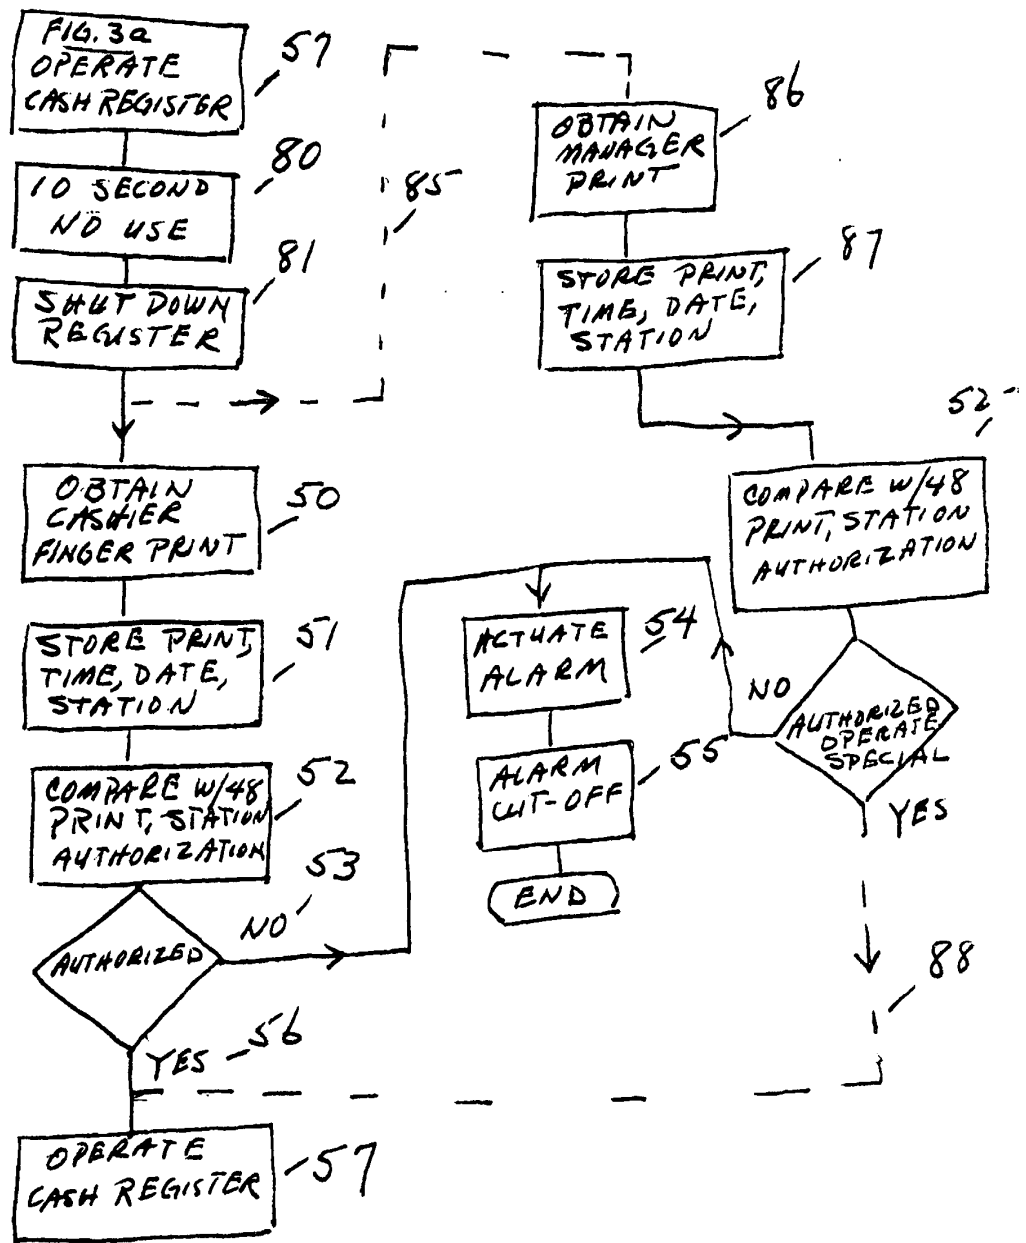 FIG. 3a
OPERATE
CASH REGISTER
57
10 SECOND
NO USE
80
SHUT DOWN
REGISTER
81
85
OBTAIN
CASHIER
FINGER PRINT
50
STORE PRINT,
TIME, DATE,
STATION
51
COMPARE W/48
PRINT, STATION
AUTHORIZATION
52
AUTHORIZED
NO
53
YES
56
OPERATE
CASH REGISTER
57
OBTAIN
MANAGER
PRINT
86
STORE PRINT,
TIME, DATE,
STATION
87
COMPARE W/48
PRINT, STATION
AUTHORIZATION
52
AUTHORIZED
OPERATE
SPECIAL
NO
YES
88
ACTUATE
ALARM
54
ALARM
CUT-OFF
55
END